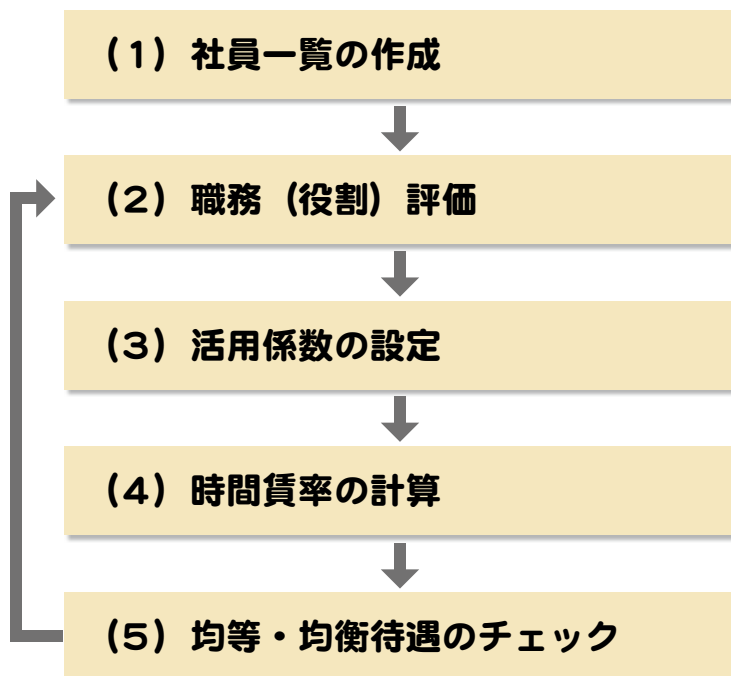 （1）社員一覧の作成
（2）職務（役割）評価
（3）活用係数の設定
（4）時間賃率の計算
（5）均等・均衡待遇のチェック